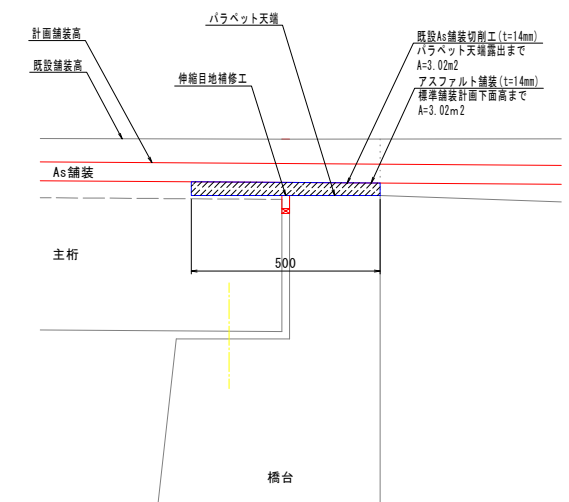 パラペット天端
計画舗装高
既設舗装高
伸縮目地補修工
既設As舗装切削工(t=14mm)
パラペット天端露出まで
A=3.02m2
アスファルト舗装(t=14mm)
標準舗装計画下面高まで
A=3.02m2
As舗装
主桁
500
橋台